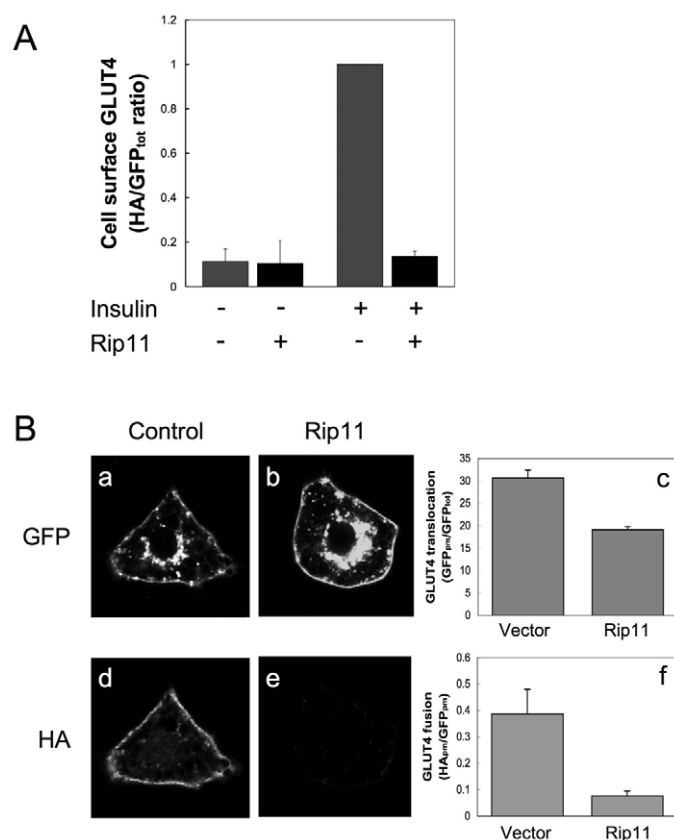 A
Cell surface GLUT4
(HA/GFPtot ratio)
1.2
1
0.8
0.6
0.4
0.2
0
Insulin - - + +
Rip11 - + - +
B
Control Rip11
GFP
a
b
c
GLUT4 translocation
(GFPpm/GFPtot)
35
30
25
20
15
10
5
0
Vector Rip11
HA
d
e
f
GLUT4 fusion
(HApm/GFPpm)
0.6
0.5
0.4
0.3
0.2
0.1
0
Vector Rip11